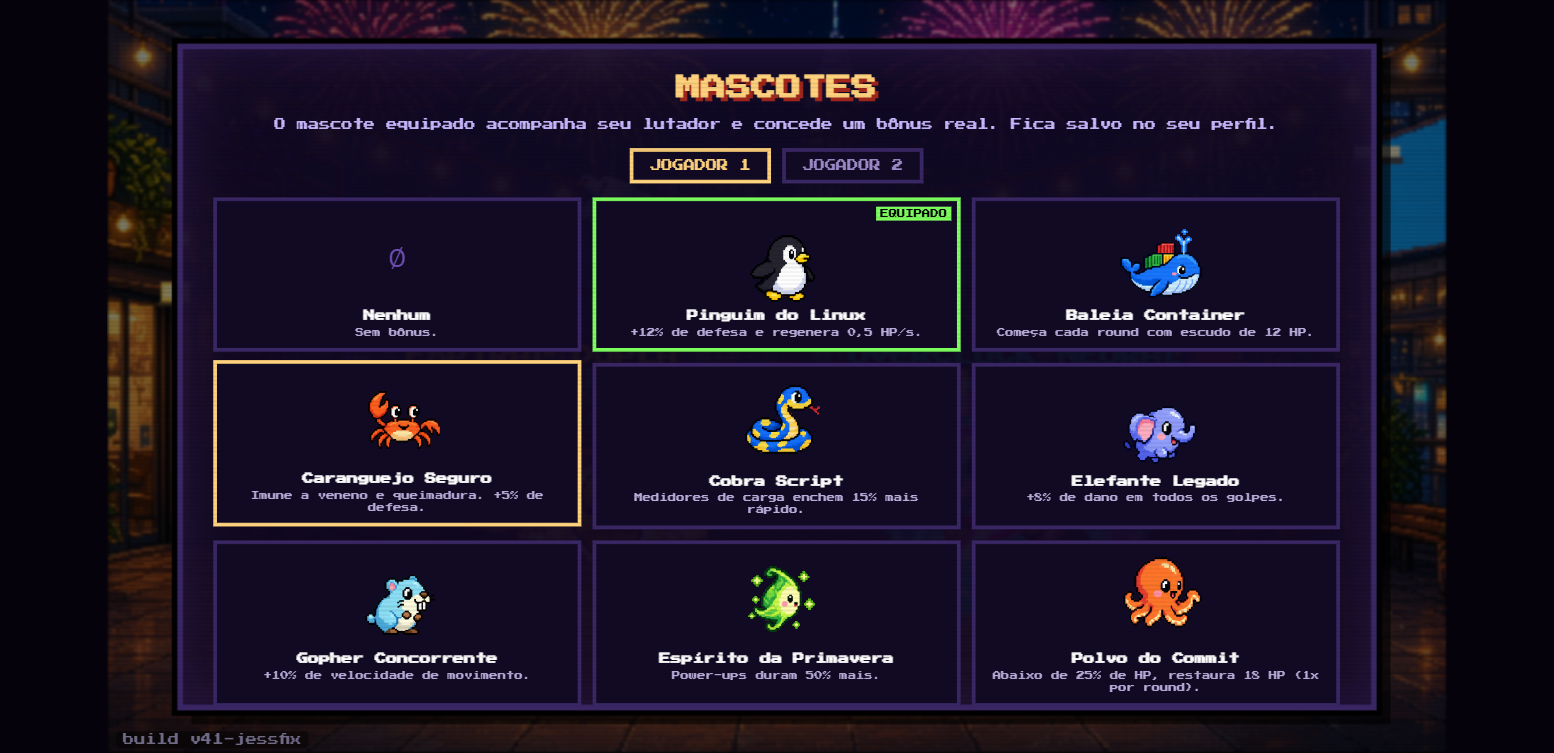 MASCOTES
O mascote equipado acompanha seu lutador e concede um bônus real. Fica salvo no seu perfil.
JOGADOR 1
JOGADOR 2
Ø
Nenhum
Sem bônus.
EQUIPADO
Pinguim do Linux
+12% de defesa e regenera 0,5 HP/s.
Baleia Container
Começa cada round com escudo de 12 HP.
Caranguejo Seguro
Imune a veneno e queimadura. +5% de
defesa.
Cobra Script
Medidores de carga enchem 15% mais
rápido.
Elefante Legado
+8% de dano em todos os golpes.
Gopher Concorrente
+10% de velocidade de movimento.
Espírito da Primavera
Power-ups duram 50% mais.
Polvo do Commit
Abaixo de 25% de HP, restaura 18 HP (1x
por round).
build v41-jessfix